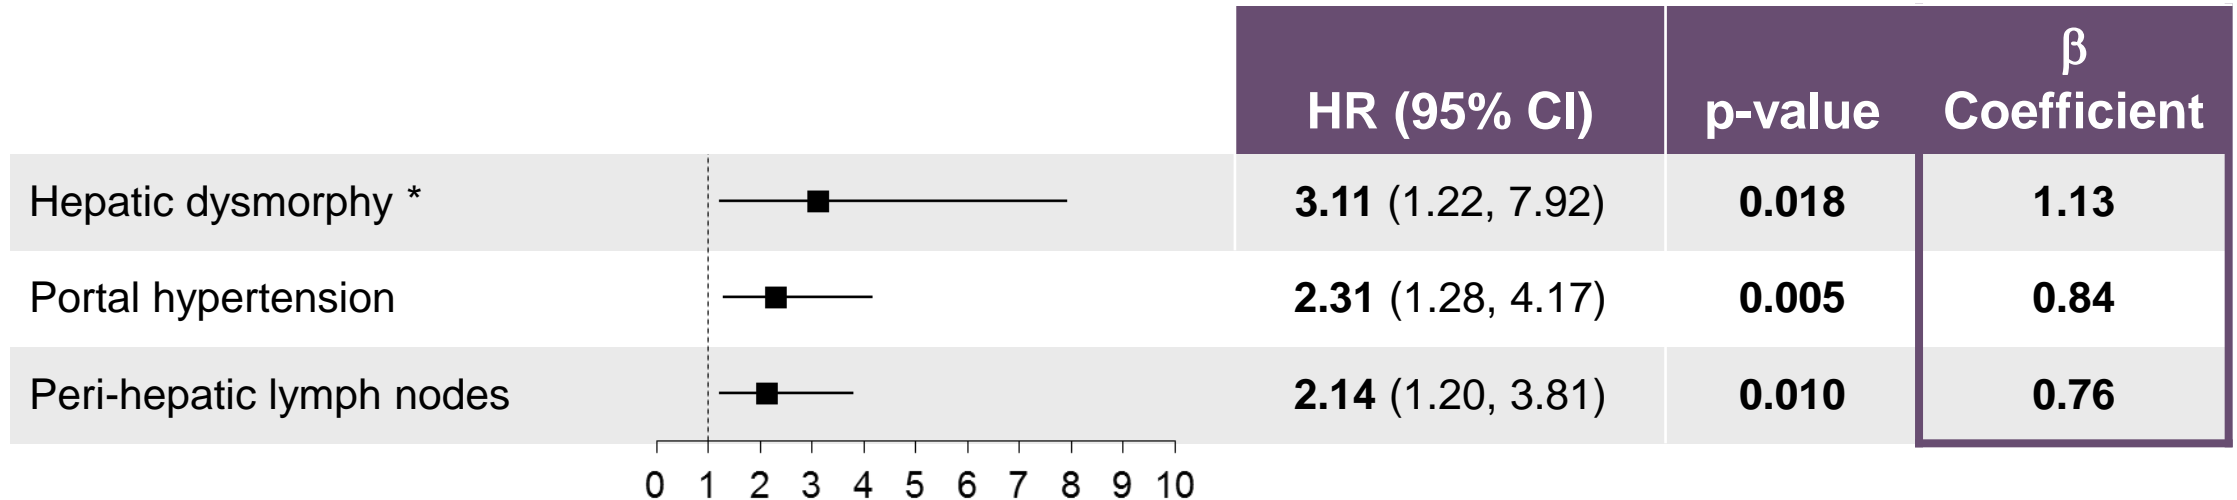 β
HR (95% CI) p-value Coefficient
Hepatic dysmorphy * 3.11 (1.22, 7.92) 0.018 1.13
Portal hypertension 2.31 (1.28, 4.17) 0.005 0.84
Peri-hepatic lymph nodes 2.14 (1.20, 3.81) 0.010 0.76
0 1 2 3 4 5 6 7 8 9 10